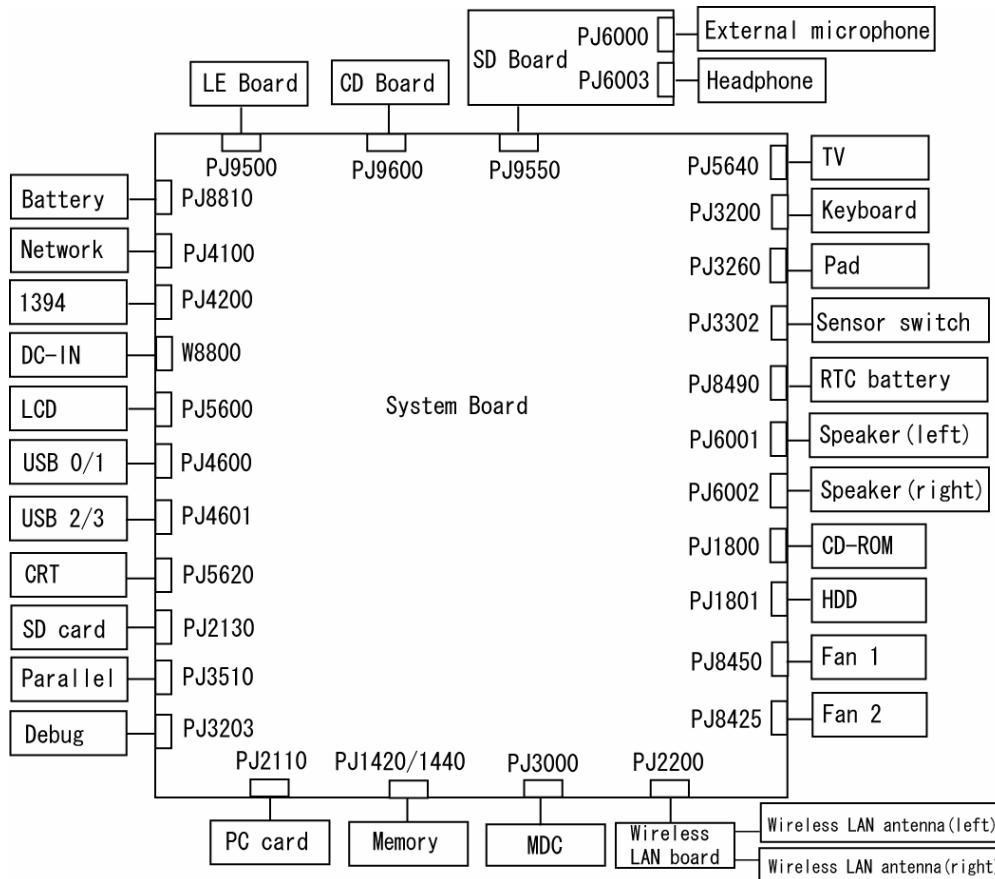 PJ6000
External microphone
SD Board
PJ6003
Headphone
LE Board
CD Board
PJ9500
PJ9600
PJ9550
Battery
PJ8810
Network
PJ4100
1394
PJ4200
DC-IN
W8800
LCD
PJ5600
USB 0/1
PJ4600
USB 2/3
PJ4601
CRT
PJ5620
SD card
PJ2130
Parallel
PJ3510
Debug
PJ3203
System Board
PJ5640
TV
PJ3200
Keyboard
PJ3260
Pad
PJ3302
Sensor switch
PJ8490
RTC battery
PJ6001
Speaker(left)
PJ6002
Speaker(right)
PJ1800
CD-ROM
PJ1801
HDD
PJ8450
Fan 1
PJ8425
Fan 2
PJ2110
PJ1420/1440
PJ3000
PJ2200
PC card
Memory
MDC
Wireless
LAN board
Wireless LAN antenna(left)
Wireless LAN antenna(right)